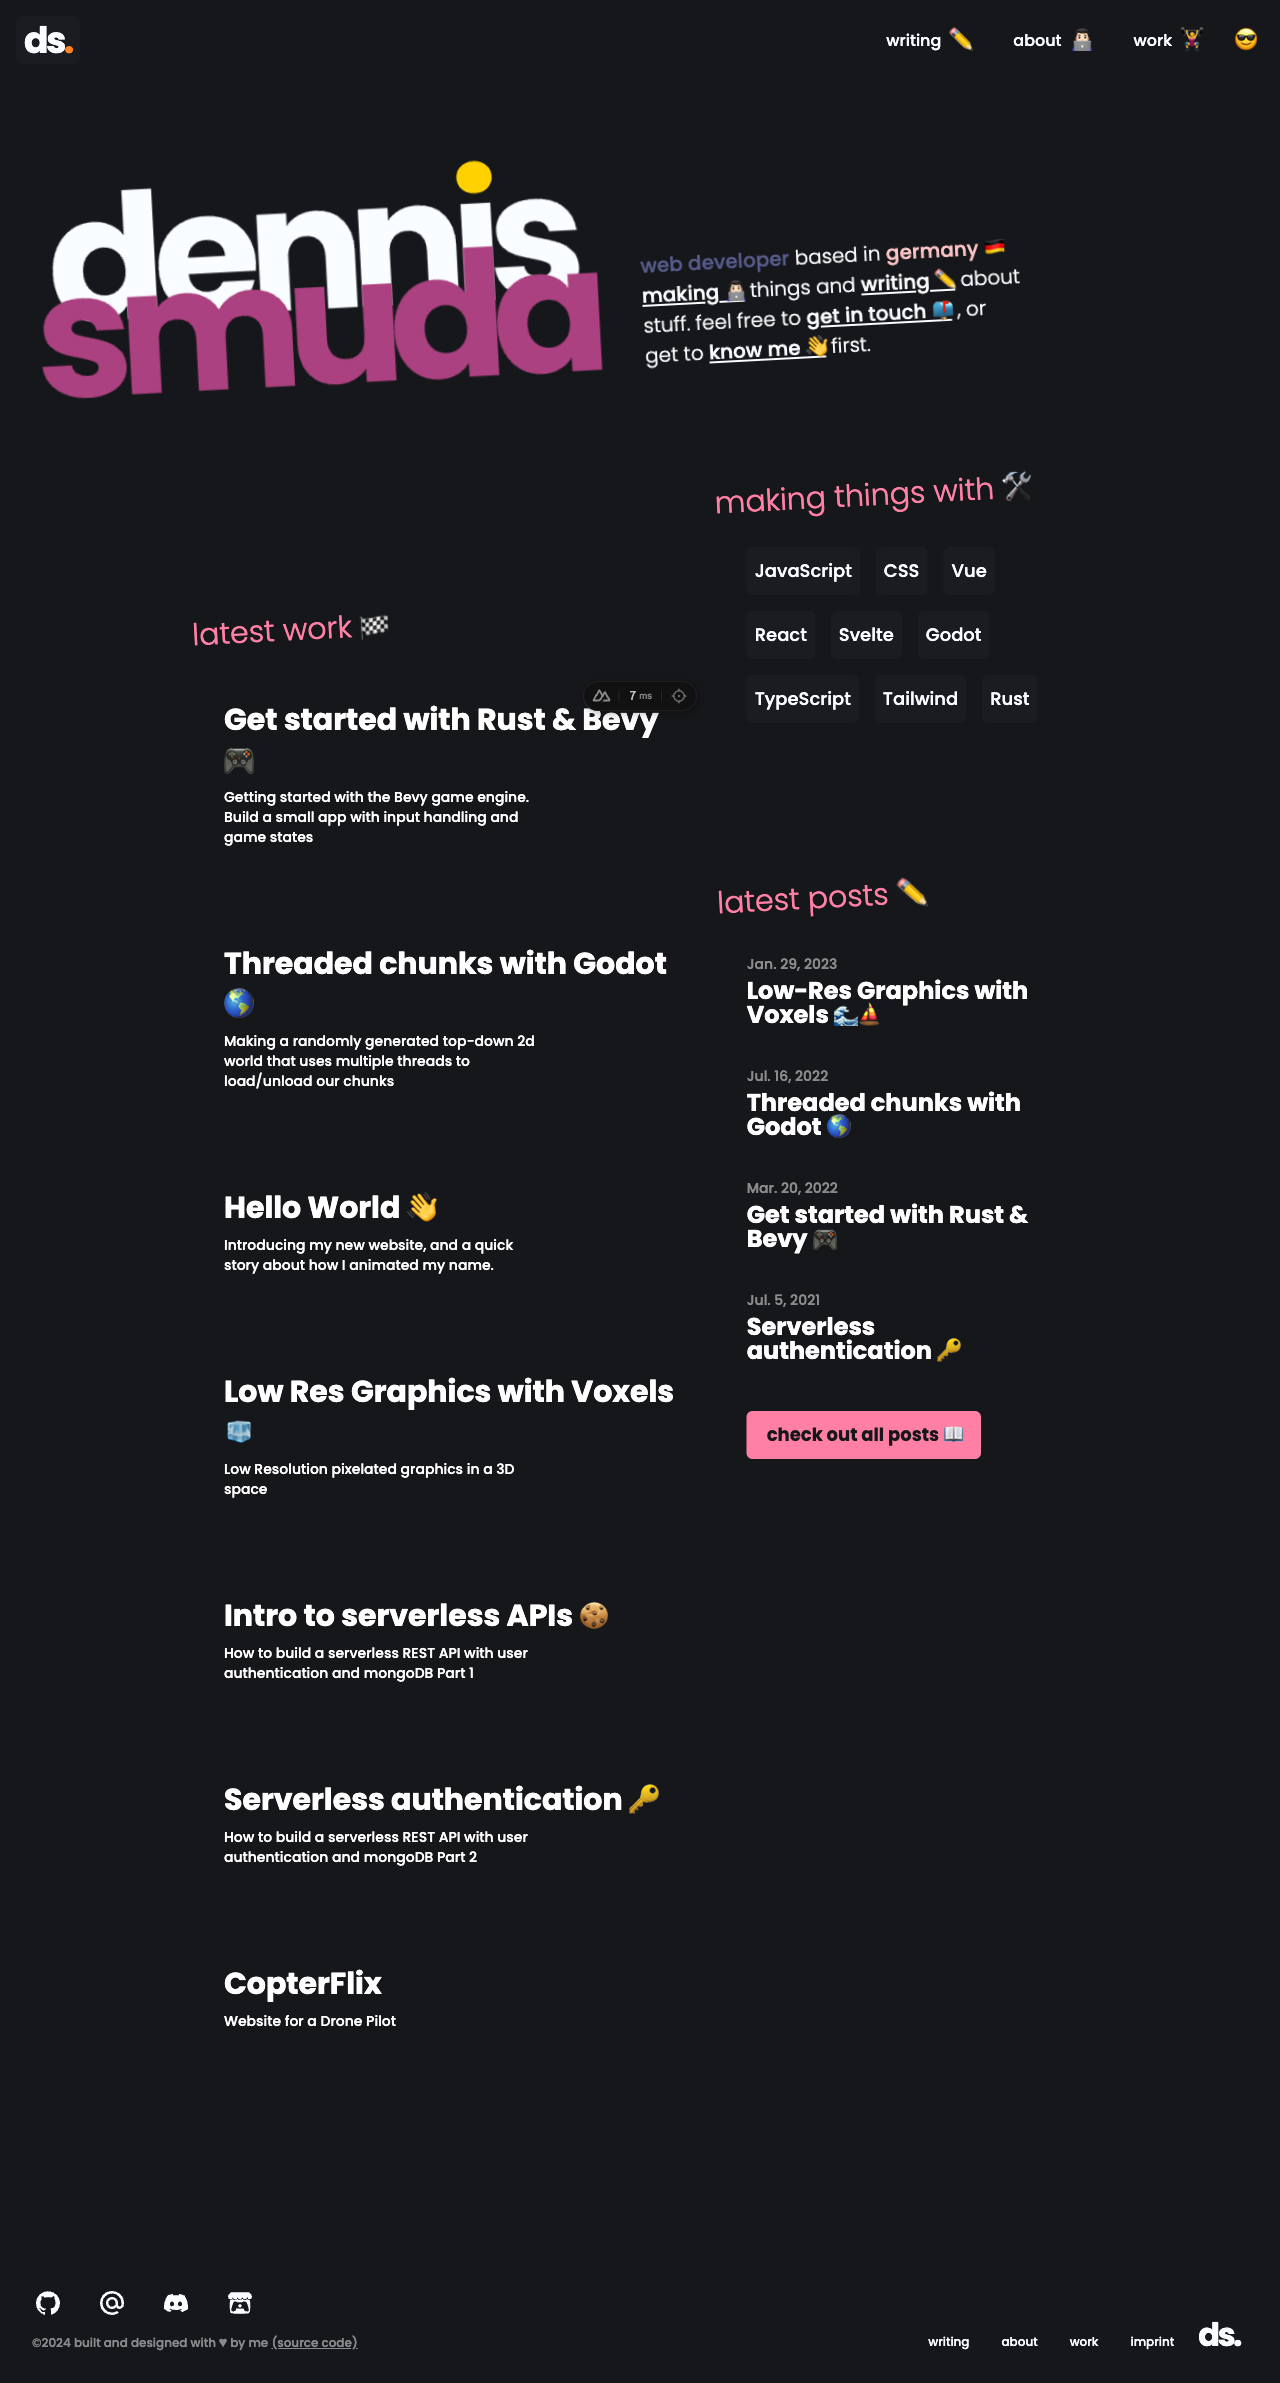 ds.
writing ✏️ about 👨🏻‍💻 work 🏋️ 😎
dennis
smuda
web developer based in germany 🇩🇪
making 👨🏻‍💻 things and writing ✏️ about
stuff. feel free to get in touch 📬, or
get to know me 👋 first.
making things with 🛠️
JavaScript CSS Vue
React Svelte Godot
TypeScript Tailwind Rust
latest work 🏁
7 ms
Get started with Rust & Bevy
🎮
Getting started with the Bevy game engine.
Build a small app with input handling and
game states
Threaded chunks with Godot
🌎
Making a randomly generated top-down 2d
world that uses multiple threads to
load/unload our chunks
Hello World 👋
Introducing my new website, and a quick
story about how I animated my name.
Low Res Graphics with Voxels
🧊
Low Resolution pixelated graphics in a 3D
space
Intro to serverless APIs 🍪
How to build a serverless REST API with user
authentication and mongoDB Part 1
Serverless authentication 🔑
How to build a serverless REST API with user
authentication and mongoDB Part 2
CopterFlix
Website for a Drone Pilot
latest posts ✏️
Jan. 29, 2023
Low-Res Graphics with
Voxels 🌊⛵
Jul. 16, 2022
Threaded chunks with
Godot 🌎
Mar. 20, 2022
Get started with Rust &
Bevy 🎮
Jul. 5, 2021
Serverless
authentication 🔑
check out all posts 📖
©2024 built and designed with ♥ by me (source code)
writing about work imprint ds.